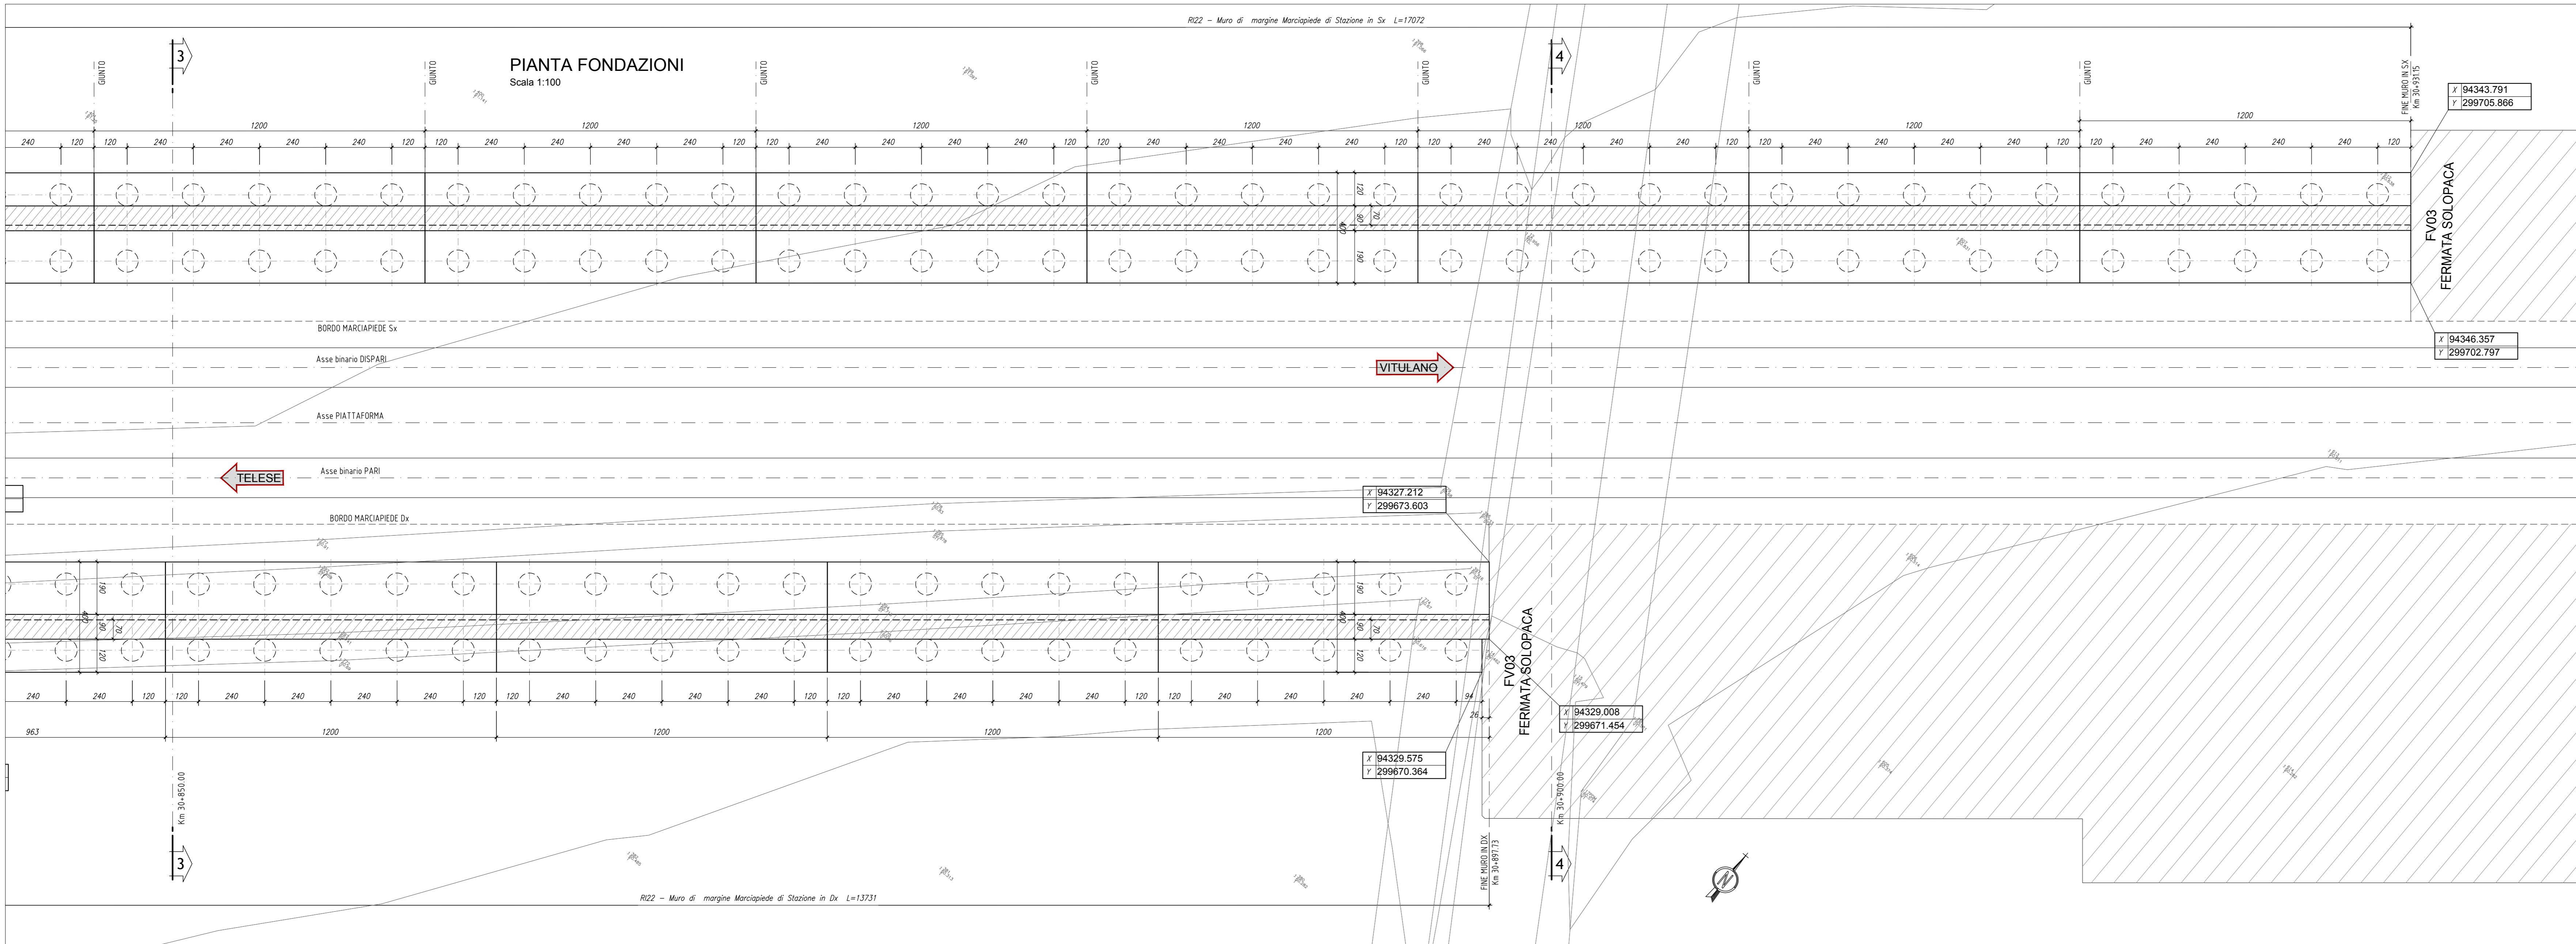 RI22 – Muro di margine Marciapiede di Stazione in Sx L=17072
3
PIANTA FONDAZIONI
Scala 1:100
4
GIUNTO
GIUNTO
GIUNTO
GIUNTO
GIUNTO
GIUNTO
GIUNTO
FINE MURO IN SX
Km 30+931.15
X 94343.791
Y 299705.866
1200 1200 1200 1200 1200 1200 1200
240 120 120 240 240 240 240 120 120 240 240 240 240 120 120 240 240 240 240 120 120 240 240 240 240 120 120 240 240 240 240 120 120 240 240 240 240 120 120 240 240 240 240 120
120
90
70
400
190
FV03
FERMATA SOLOPACA
BORDO MARCIAPIEDE Sx
X 94346.357
Y 299702.797
Asse binario DISPARI
VITULANO
Asse PIATTAFORMA
Asse binario PARI
TELESE
X 94327.212
Y 299673.603
BORDO MARCIAPIEDE Dx
190
400
90
70
120
190
400
90
70
120
FV03
FERMATA SOLOPACA
240 240 120 120 240 240 240 240 120 120 240 240 240 240 120 120 240 240 240 240 120 120 240 240 240 240 94
26
X 94329.008
Y 299671.454
963 1200 1200 1200 1200
X 94329.575
Y 299670.364
Km 30+850.00
Km 30+900.00
3
FINE MURO IN DX
Km 30+897.73
4
N
RI22 – Muro di margine Marciapiede di Stazione in Dx L=13731